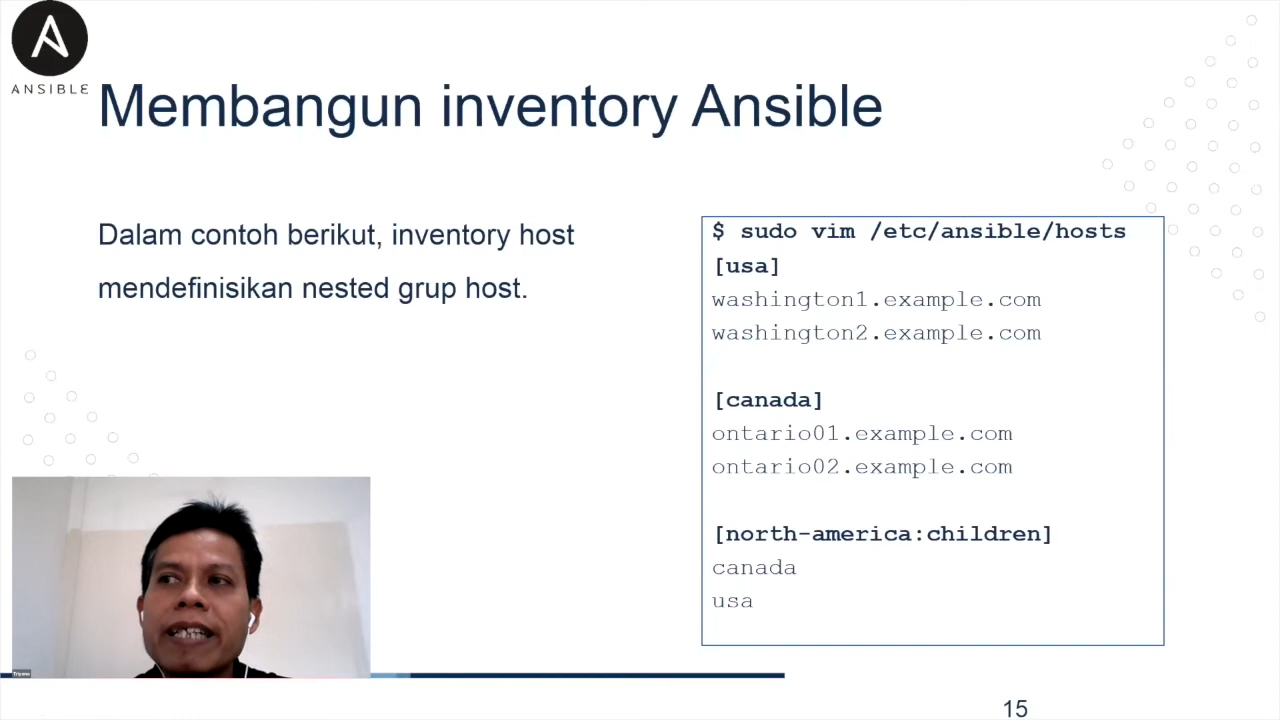 ANSIBLE
Membangun inventory Ansible
Dalam contoh berikut, inventory host
mendefinisikan nested grup host.
$ sudo vim /etc/ansible/hosts
[usa]
washington1.example.com
washington2.example.com
[canada]
ontario01.example.com
ontario02.example.com
[north-america:children]
canada
usa
15